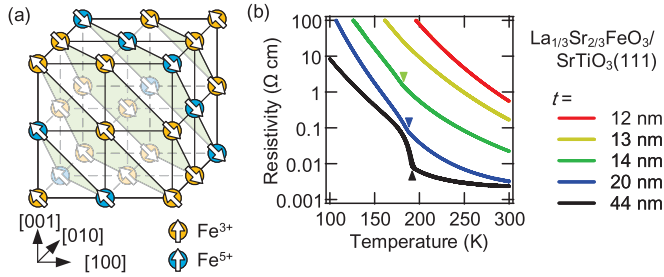 (a)
[001]
[010]
[100]
Fe³⁺
Fe⁵⁺
(b)
Resistivity (Ω cm)
100
10
1
0.1
0.01
0.001
100 150 200 250 300
Temperature (K)
La₁/₃Sr₂/₃FeO₃/
SrTiO₃(111)
t =
12 nm
13 nm
14 nm
20 nm
44 nm